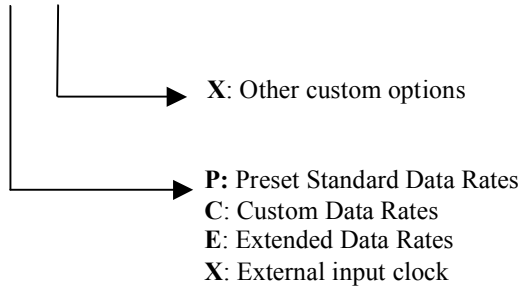 X: Other custom options
P: Preset Standard Data Rates
C: Custom Data Rates
E: Extended Data Rates
X: External input clock